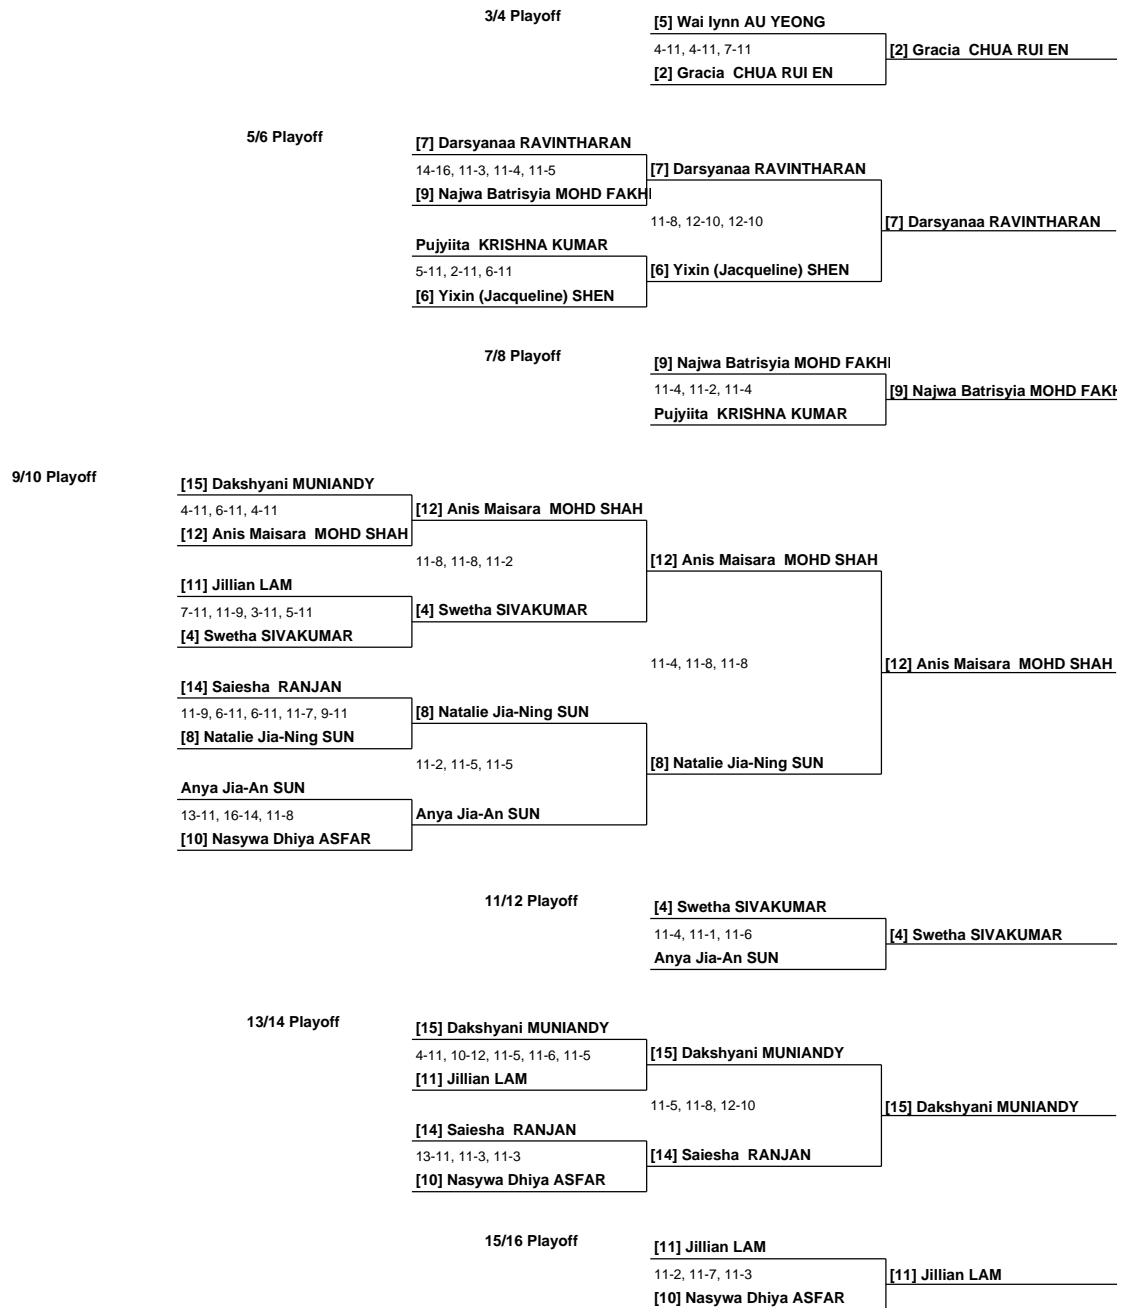 3/4 Playoff
[5] Wai lynn AU YEONG
4-11, 4-11, 7-11
[2] Gracia CHUA RUI EN
[2] Gracia CHUA RUI EN
5/6 Playoff
[7] Darsyanaa RAVINTHARAN
14-16, 11-3, 11-4, 11-5
[7] Darsyanaa RAVINTHARAN
[9] Najwa Batrisyia MOHD FAKH
11-8, 12-10, 12-10
[7] Darsyanaa RAVINTHARAN
Pujyiita KRISHNA KUMAR
5-11, 2-11, 6-11
[6] Yixin (Jacqueline) SHEN
[6] Yixin (Jacqueline) SHEN
7/8 Playoff
[9] Najwa Batrisyia MOHD FAKH
11-4, 11-2, 11-4
[9] Najwa Batrisyia MOHD FAKH
Pujyiita KRISHNA KUMAR
9/10 Playoff
[15] Dakshyani MUNIANDY
4-11, 6-11, 4-11
[12] Anis Maisara MOHD SHAH
[12] Anis Maisara MOHD SHAH
11-8, 11-8, 11-2
[12] Anis Maisara MOHD SHAH
[11] Jillian LAM
7-11, 11-9, 3-11, 5-11
[4] Swetha SIVAKUMAR
[4] Swetha SIVAKUMAR
11-4, 11-8, 11-8
[12] Anis Maisara MOHD SHAH
[14] Saiesha RANJAN
11-9, 6-11, 6-11, 11-7, 9-11
[8] Natalie Jia-Ning SUN
[8] Natalie Jia-Ning SUN
11-2, 11-5, 11-5
[8] Natalie Jia-Ning SUN
Anya Jia-An SUN
13-11, 16-14, 11-8
Anya Jia-An SUN
[10] Nasywa Dhiya ASFAR
11/12 Playoff
[4] Swetha SIVAKUMAR
11-4, 11-1, 11-6
[4] Swetha SIVAKUMAR
Anya Jia-An SUN
13/14 Playoff
[15] Dakshyani MUNIANDY
4-11, 10-12, 11-5, 11-6, 11-5
[15] Dakshyani MUNIANDY
[11] Jillian LAM
11-5, 11-8, 12-10
[15] Dakshyani MUNIANDY
[14] Saiesha RANJAN
13-11, 11-3, 11-3
[14] Saiesha RANJAN
[10] Nasywa Dhiya ASFAR
15/16 Playoff
[11] Jillian LAM
11-2, 11-7, 11-3
[11] Jillian LAM
[10] Nasywa Dhiya ASFAR